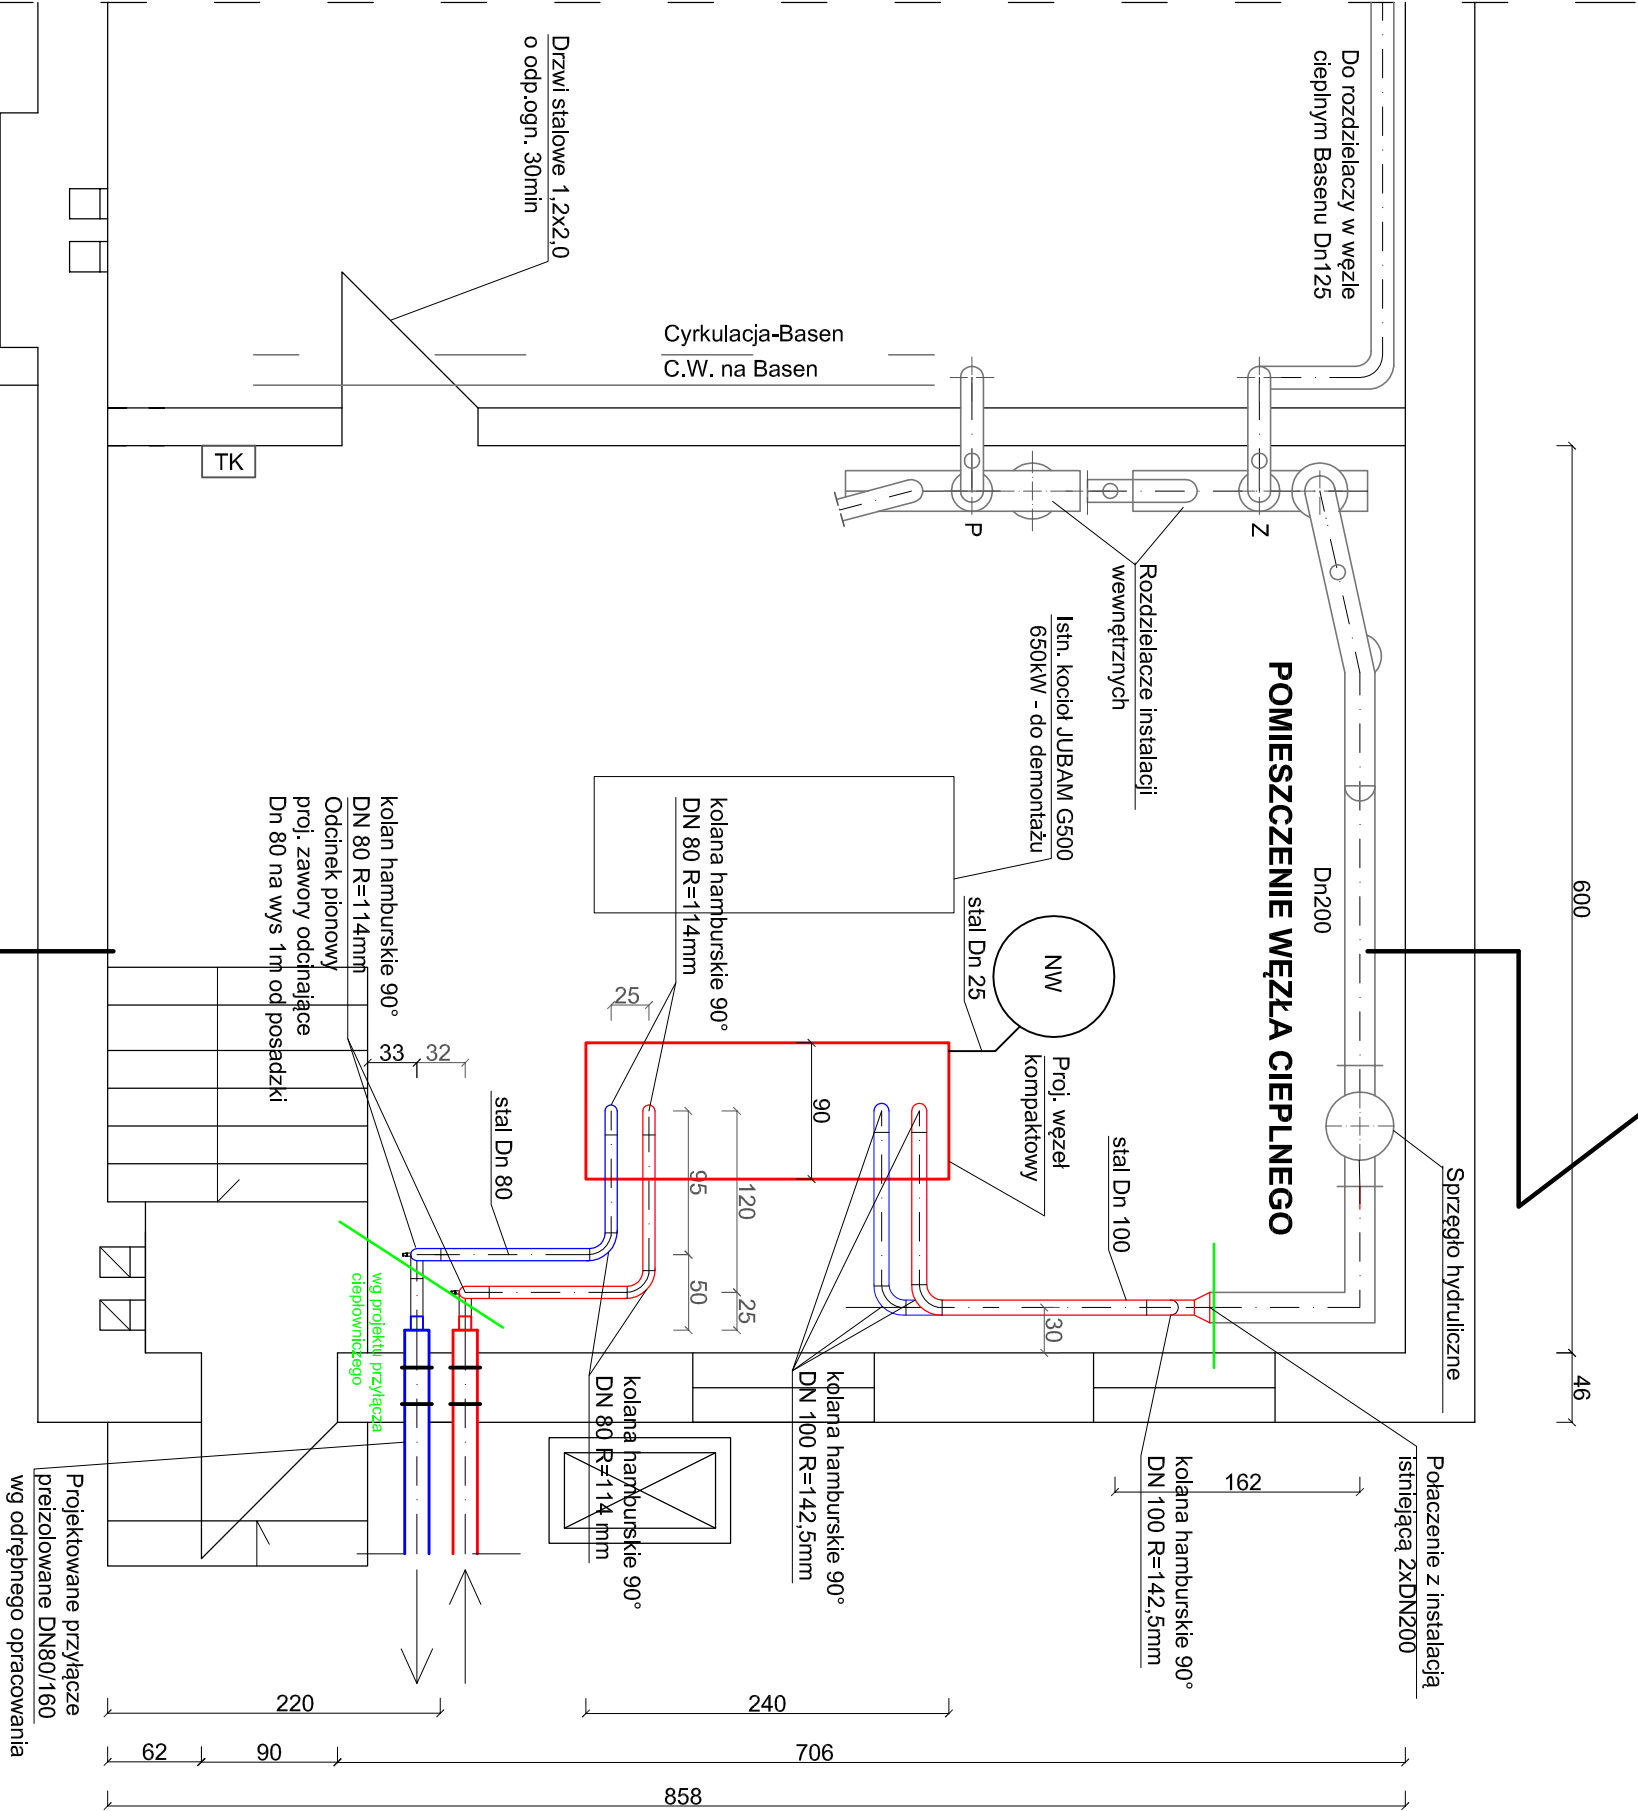 Do rozdzielaczy w węźle
cieplnym Basenu Dn125
Drzwi stalowe 1,2x2,0
o odp.ogn. 30min
Cyrkulacja-Basen
C.W. na Basen
TK
P
Z
Rozdzielacze instalacji
wewnętrznych
Istn. kocioł JUBAM G500
650kW - do demontażu
POMIESZCZENIE WĘZŁA CIEPLNEGO
Dn200
600
46
kolana hamburskie 90°
DN 80 R=114mm
stal Dn 25
NW
Proj. węzeł
kompaktowy
kolan hamburskie 90°
DN 80 R=114mm
Odcinek pionowy
proj. zawory odcinające
Dn 80 na wys 1m od posadzki
25
33
32
90
95
120
50
25
30
stal Dn 80
stal Dn 100
Sprzęgło hydruliczne
wg projektu przyłącza
ciepłowniczego
kolana hamburskie 90°
DN 80 R=114 mm
kolana hamburskie 90°
DN 100 R=142,5mm
kolana hamburskie 90°
DN 100 R=142,5mm
162
Połaczenie z instalacją
istniejącą 2xDN200
Projektowane przyłącze
preizolowane DN80/160
wg odrębnego opracowania
220
240
62
90
706
858